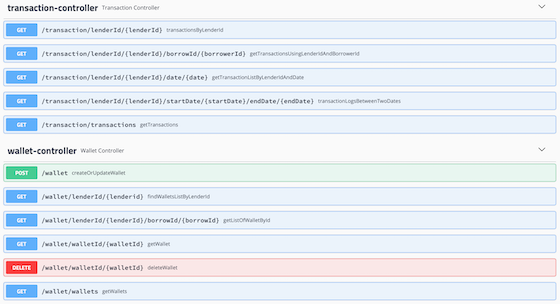 transaction-controller Transaction Controller
GET /transaction/lenderId/{lenderId} transactionsByLenderId
GET /transaction/lenderId/{lenderId}/borrowId/{borrowerId} getTransactionsUsingLenderIdAndBorrowerId
GET /transaction/lenderId/{lenderId}/date/{date} getTransactionListByLenderIdAndDate
GET /transaction/lenderId/{lenderId}/startDate/{startDate}/endDate/{endDate} transactionLogsBetweenTwoDates
GET /transaction/transactions getTransactions
wallet-controller Wallet Controller
POST /wallet createOrUpdateWallet
GET /wallet/lenderId/{lenderid} findWalletsListByLenderId
GET /wallet/lenderId/{lenderId}/borrowId/{borrowId} getListOfWalletById
GET /wallet/walletId/{walletId} getWallet
DELETE /wallet/walletId/{walletId} deleteWallet
GET /wallet/wallets getWallets